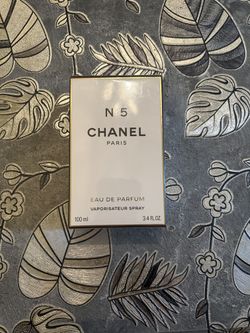 N°5
CHANEL
PARIS
EAU DE PARFUM
VAPORISATEUR SPRAY
100 ml 3.4 FL.OZ.